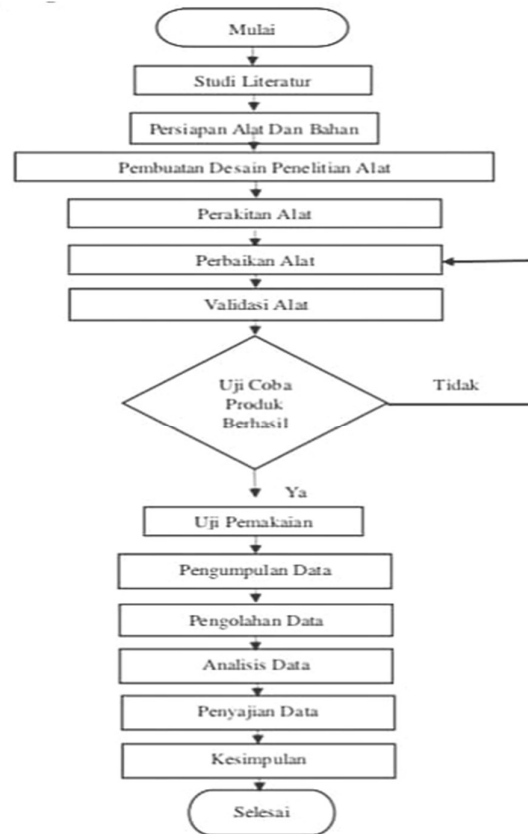 Mulai
Studi Literatur
Persiapan Alat Dan Bahan
Pembuatan Desain Penelitian Alat
Perakitan Alat
Perbaikan Alat
Validasi Alat
Uji Coba
Produk
Berhasil
Tidak
Ya
Uji Pemakaian
Pengumpulan Data
Pengolahan Data
Analisis Data
Penyajian Data
Kesimpulan
Selesai